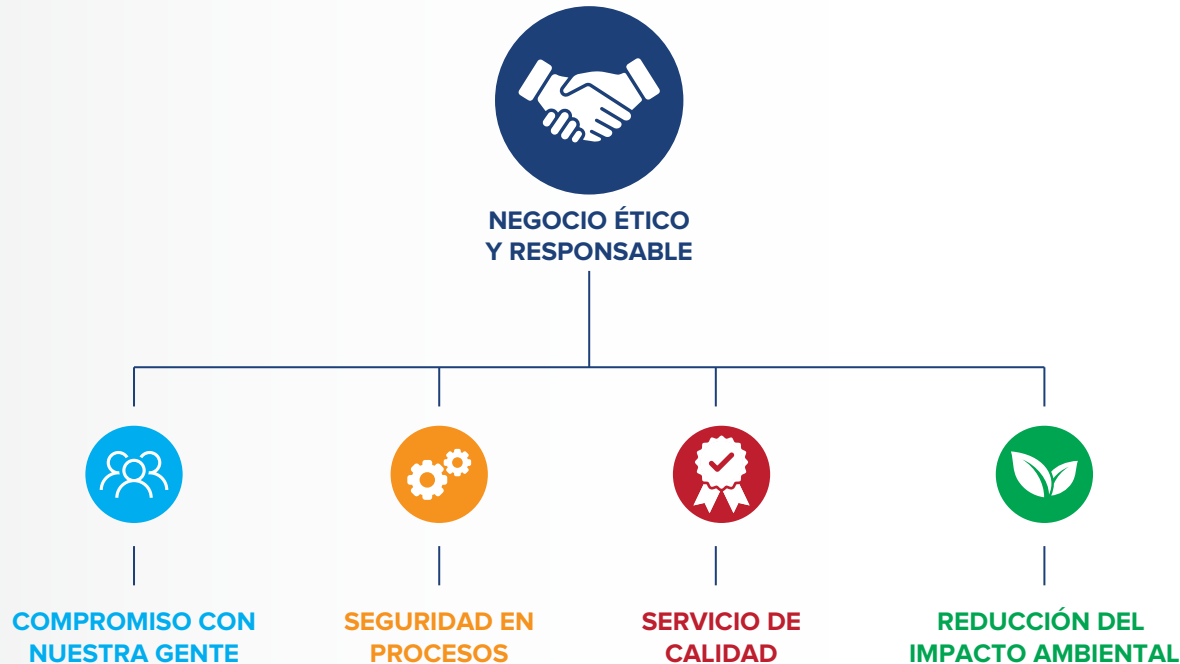 NEGOCIO ÉTICO
Y RESPONSABLE
COMPROMISO CON
NUESTRA GENTE
SEGURIDAD EN
PROCESOS
SERVICIO DE
CALIDAD
REDUCCIÓN DEL
IMPACTO AMBIENTAL